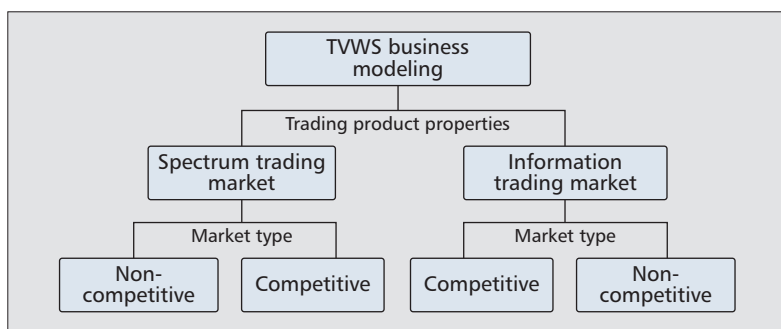 TVWS business
modeling
Trading product properties
Spectrum trading
market
Information
trading market
Market type
Market type
Non-
competitive
Competitive
Competitive
Non-
competitive